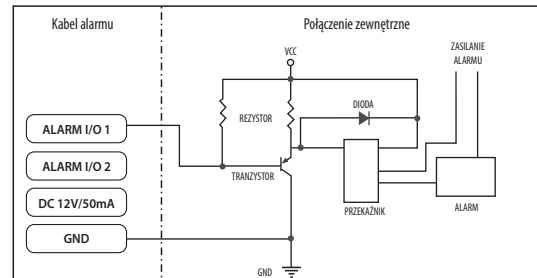 Kabel alarmu
Połączenie zewnętrzne
VCC
ZASILANIE
ALARMU
REZYSTOR
DIODA
ALARM I/O 1
ALARM I/O 2
TRANZYSTOR
DC 12V/50mA
PRZEKAŹNIK
ALARM
GND
GND